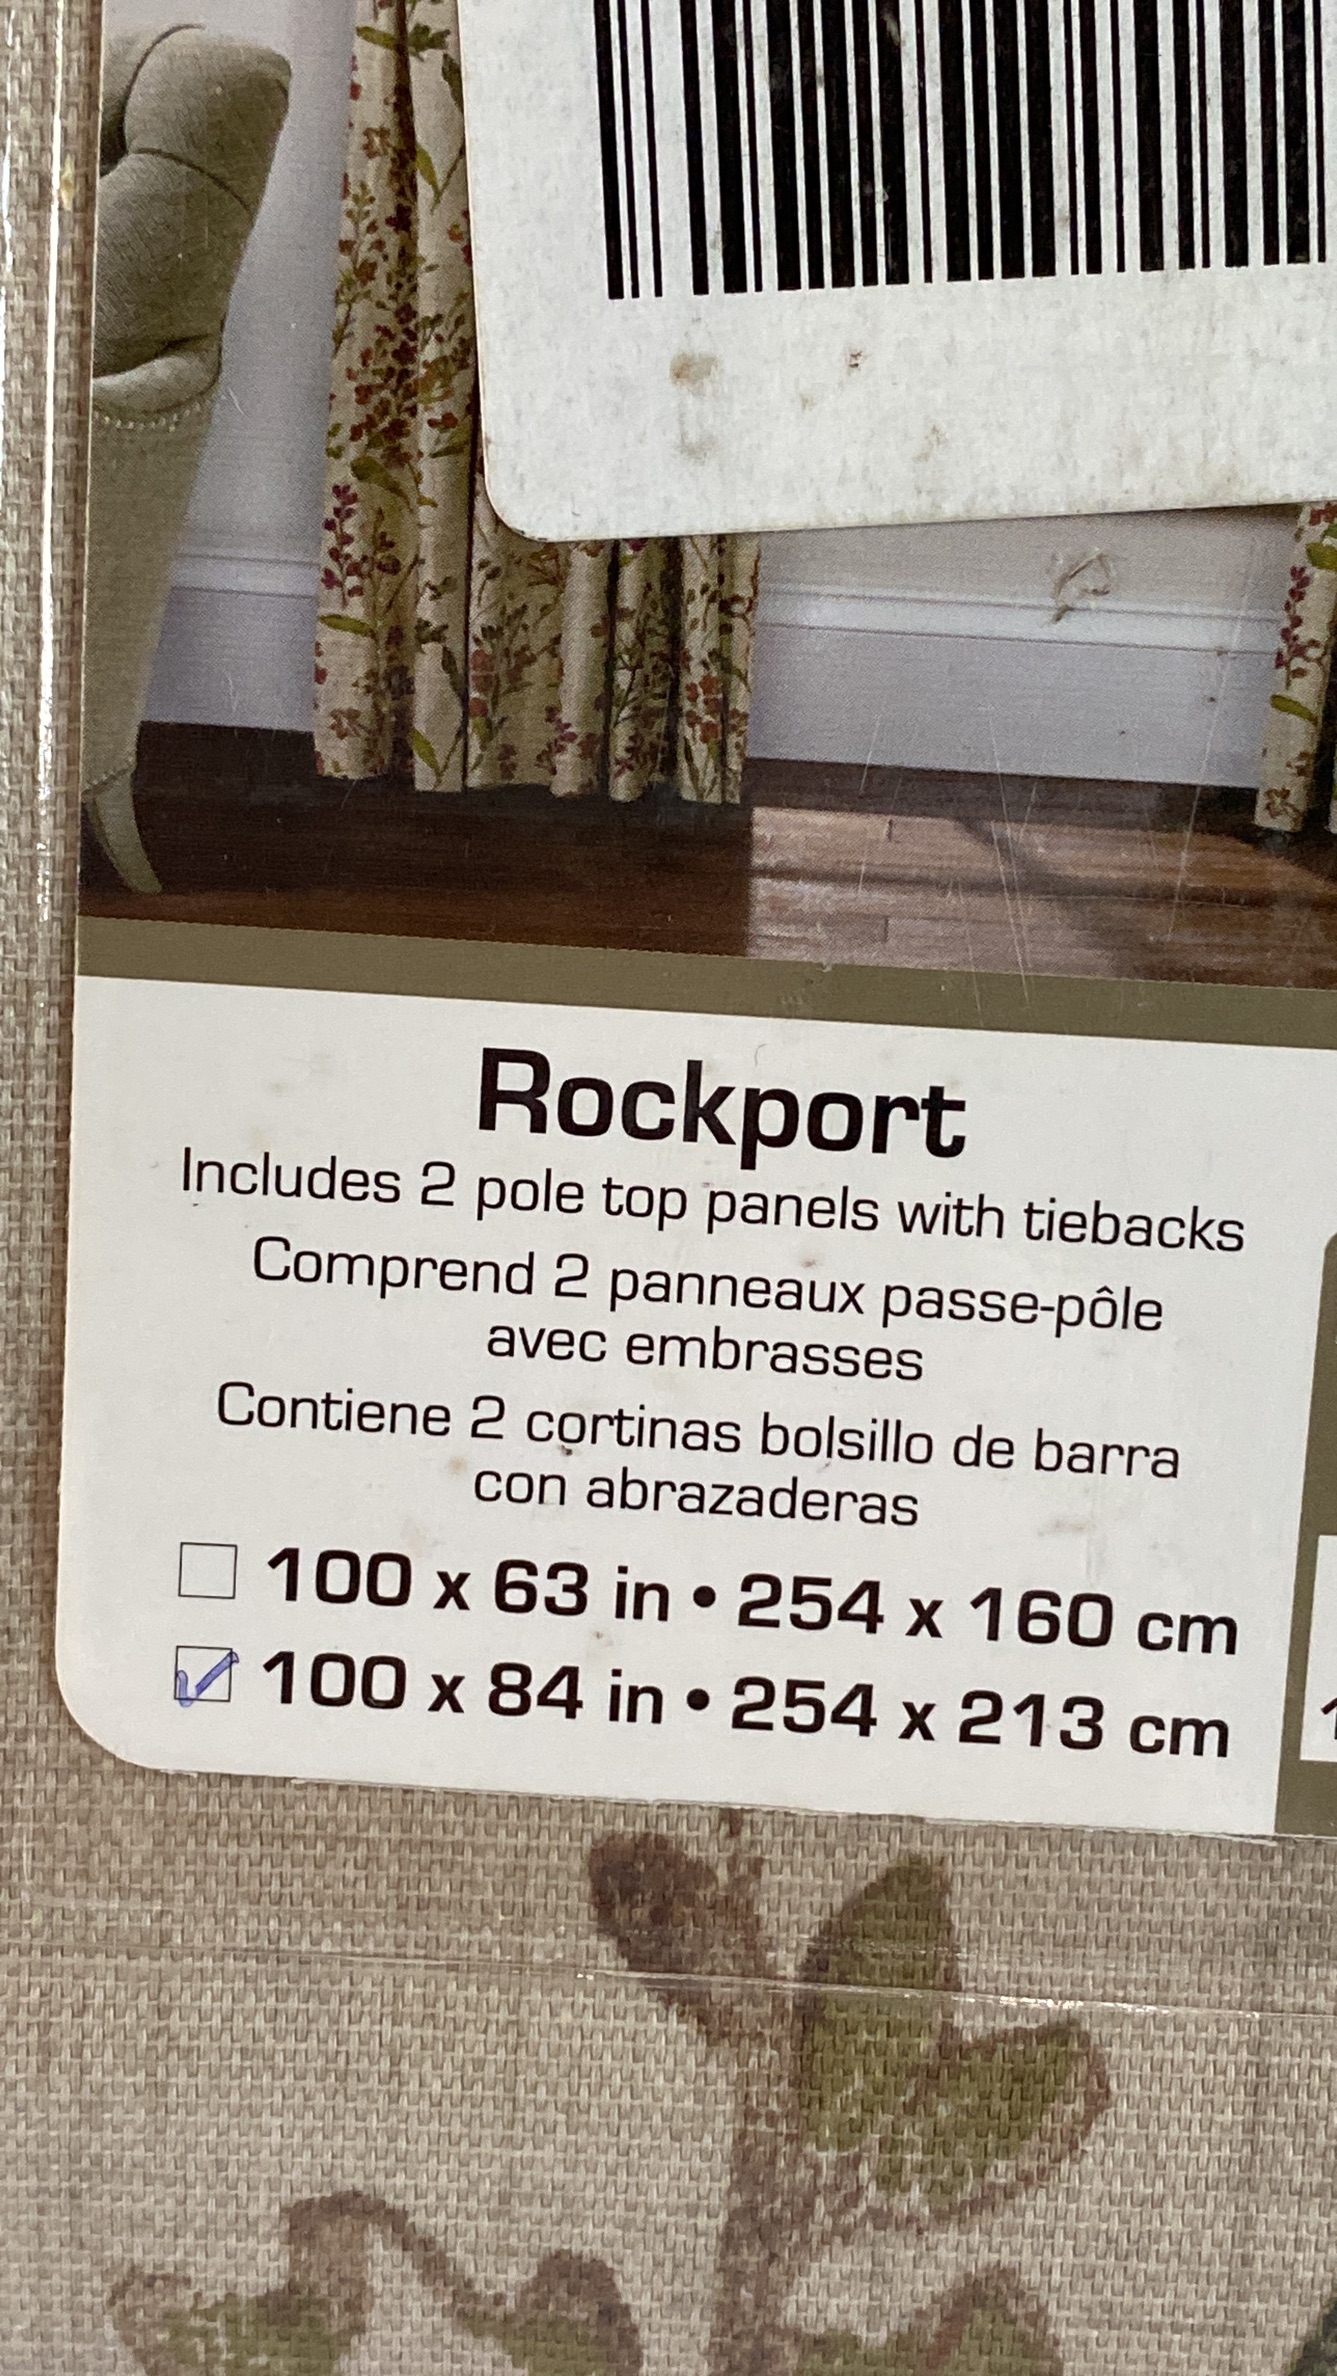 Rockport
Includes 2 pole top panels with tiebacks
Comprend 2 panneaux passe-pôle
avec embrasses
Contiene 2 cortinas bolsillo de barra
con abrazaderas
100 x 63 in • 254 x 160 cm
100 x 84 in • 254 x 213 cm